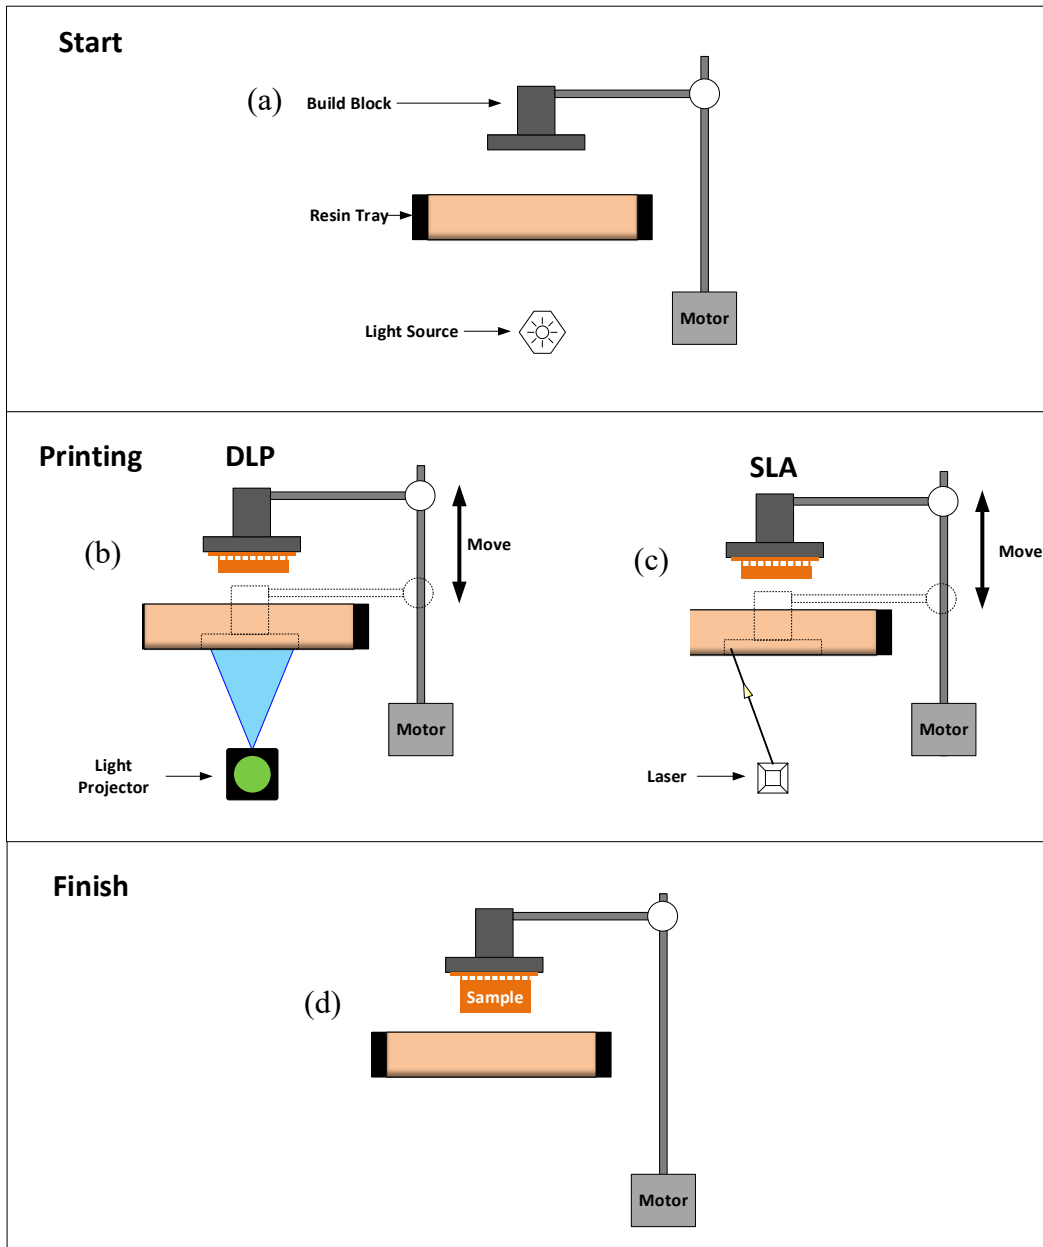 Start
(a)
Build Block
Resin Tray
Light Source
Motor
Printing
DLP
SLA
(b)
Move
(c)
Move
Motor
Motor
Light
Projector
Laser
Finish
Sample
(d)
Motor